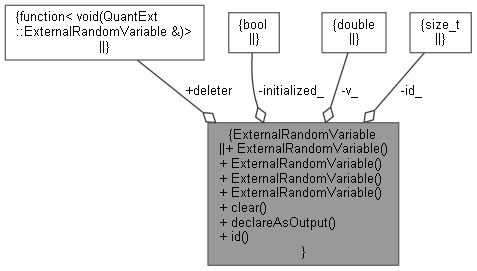 {function< void(QuantExt
::ExternalRandomVariable &)>
||}
{bool
||}
{double
||}
{size_t
||}
+deleter
-initialized_
-v_
-id_
{ExternalRandomVariable
||+ ExternalRandomVariable()
+ ExternalRandomVariable()
+ ExternalRandomVariable()
+ ExternalRandomVariable()
+ clear()
+ declareAsOutput()
+ id()
}